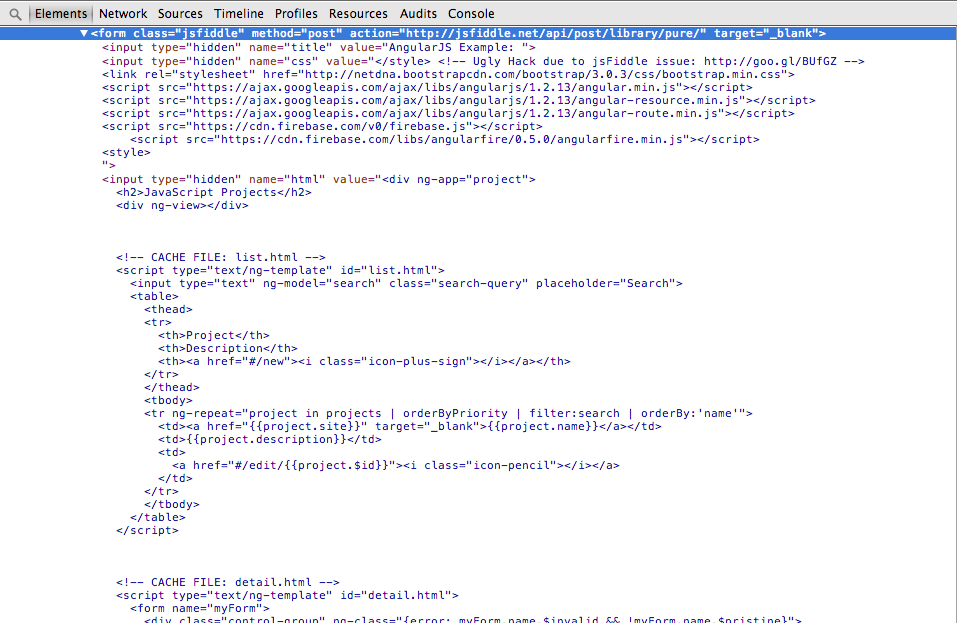 Elements Network Sources Timeline Profiles Resources Audits Console
▼<form class="jsfiddle" method="post" action="http://jsfiddle.net/api/post/library/pure/" target="_blank">
<input type="hidden" name="title" value="AngularJS Example: ">
<input type="hidden" name="css" value="</style> <!-- Ugly Hack due to jsFiddle issue: http://goo.gl/BUfGZ -->
<link rel="stylesheet" href="http://netdna.bootstrapcdn.com/bootstrap/3.0.3/css/bootstrap.min.css">
<script src="https://ajax.googleapis.com/ajax/libs/angularjs/1.2.13/angular.min.js"></script>
<script src="https://ajax.googleapis.com/ajax/libs/angularjs/1.2.13/angular-resource.min.js"></script>
<script src="https://ajax.googleapis.com/ajax/libs/angularjs/1.2.13/angular-route.min.js"></script>
<script src="https://cdn.firebase.com/v0/firebase.js"></script>
<script src="https://cdn.firebase.com/libs/angularfire/0.5.0/angularfire.min.js"></script>
<style>
">
<input type="hidden" name="html" value="<div ng-app="project">
<h2>JavaScript Projects</h2>
<div ng-view></div>
<!-- CACHE FILE: list.html -->
<script type="text/ng-template" id="list.html">
<input type="text" ng-model="search" class="search-query" placeholder="Search">
<table>
<thead>
<tr>
<th>Project</th>
<th>Description</th>
<th><a href="#/new"><i class="icon-plus-sign"></i></a></th>
</tr>
</thead>
<tbody>
<tr ng-repeat="project in projects | orderByPriority | filter:search | orderBy:'name'">
<td><a href="{{project.site}}" target="_blank">{{project.name}}</a></td>
<td>{{project.description}}</td>
<td>
<a href="#/edit/{{project.$id}}"><i class="icon-pencil"></i></a>
</td>
</tr>
</tbody>
</table>
</script>
<!-- CACHE FILE: detail.html -->
<script type="text/ng-template" id="detail.html">
<form name="myForm">
<div class="control-group" ng-class="{error: myForm.name.$invalid && !myForm.name.$pristine}">